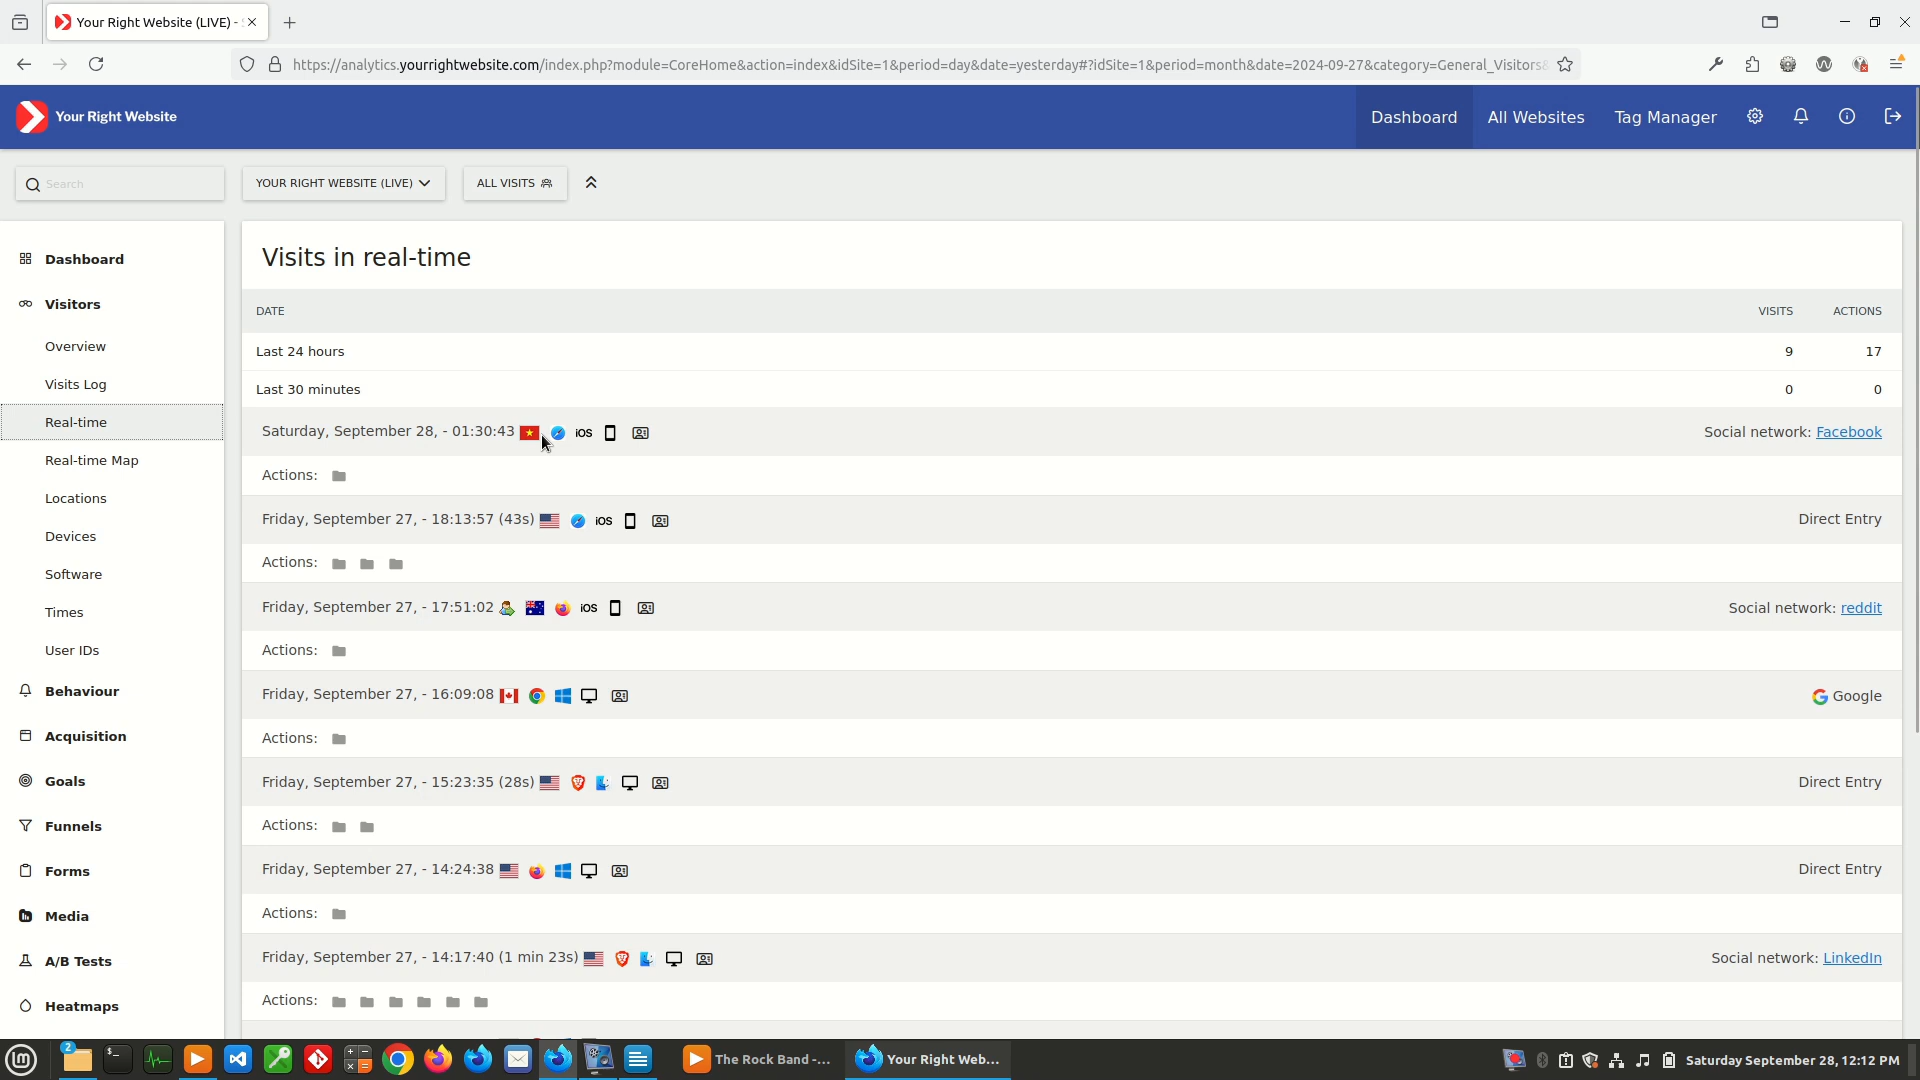 Your Right Website (LIVE) -
https://analytics.yourrightwebsite.com/index.php?module=CoreHome&action=index&idSite=1&period=day&date=yesterday#?idSite=1&period=month&date=2024-09-27&category=General_Visitors&
Your Right Website
Dashboard
All Websites
Tag Manager
Search
YOUR RIGHT WEBSITE (LIVE)
ALL VISITS
Dashboard
Visitors
Overview
Visits Log
Real-time
Real-time Map
Locations
Devices
Software
Times
User IDs
Behaviour
Acquisition
Goals
Funnels
Forms
Media
A/B Tests
Heatmaps
Visits in real-time
DATE VISITS ACTIONS
Last 24 hours 9 17
Last 30 minutes 0 0
Saturday, September 28, - 01:30:43 iOS Social network: Facebook
Actions:
Friday, September 27, - 18:13:57 (43s) iOS Direct Entry
Actions:
Friday, September 27, - 17:51:02 iOS Social network: reddit
Actions:
Friday, September 27, - 16:09:08 Google
Actions:
Friday, September 27, - 15:23:35 (28s) Direct Entry
Actions:
Friday, September 27, - 14:24:38 Direct Entry
Actions:
Friday, September 27, - 14:17:40 (1 min 23s) Social network: LinkedIn
Actions:
2
The Rock Band -...
Your Right Web...
Saturday September 28, 12:12 PM